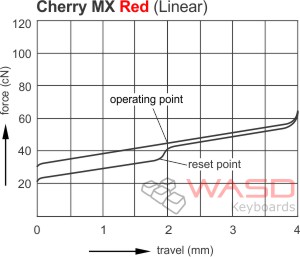 Cherry MX Red (Linear)
120
100
80
60
40
20
force (cN)
operating point
reset point
WASD
Keyboards
0
1
2
3
4
travel (mm)